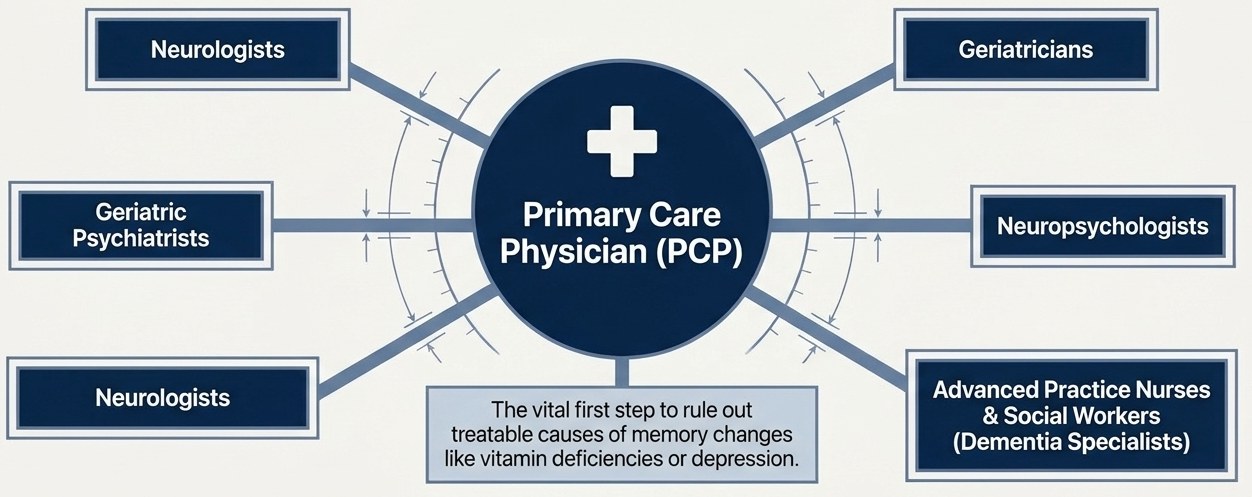 Neurologists
Geriatricians
Primary Care
Physician (PCP)
Geriatric
Psychiatrists
Neuropsychologists
Neurologists
Advanced Practice Nurses
& Social Workers
(Dementia Specialists)
The vital first step to rule out
treatable causes of memory changes
like vitamin deficiencies or depression.